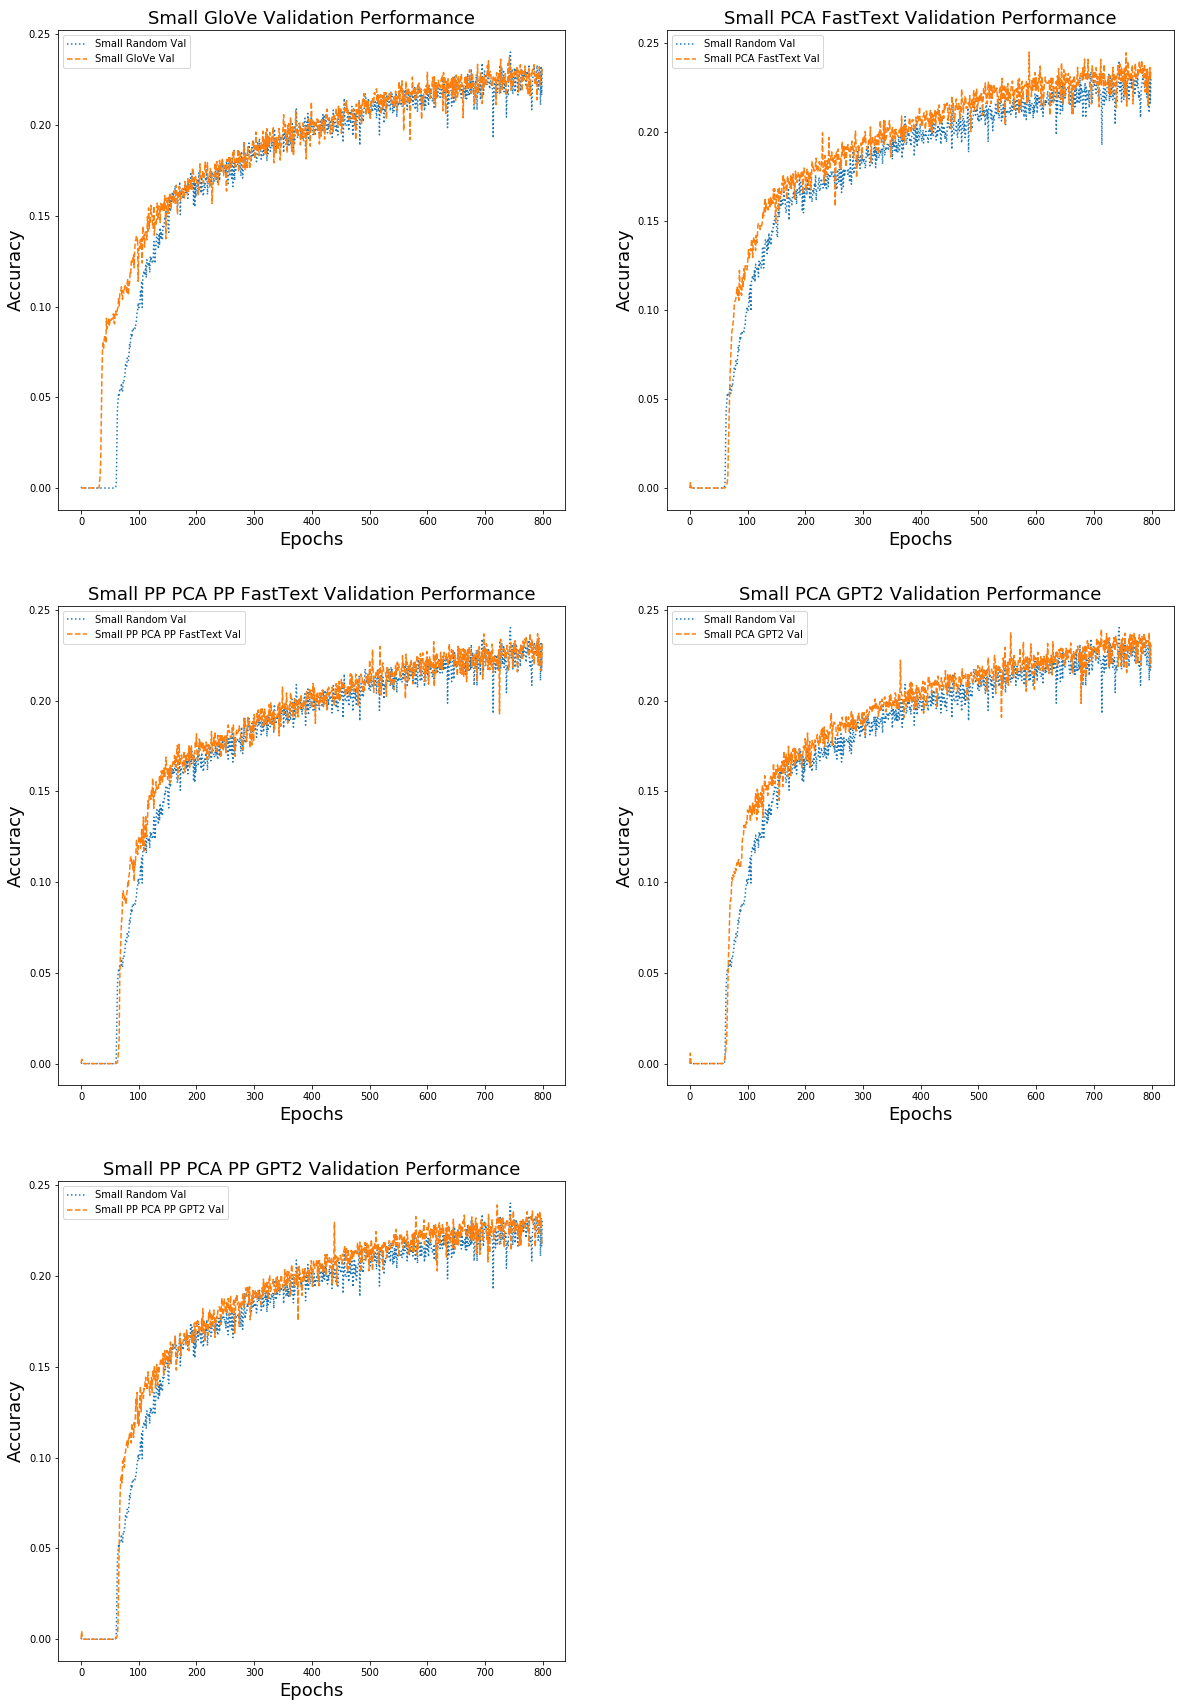 Small GloVe Validation Performance
Small Random Val
Small GloVe Val
0.25
0.20
0.15
0.10
0.05
0.00
Accuracy
0 100 200 300 400 500 600 700 800
Epochs
Small PCA FastText Validation Performance
Small Random Val
Small PCA FastText Val
0.25
0.20
0.15
0.10
0.05
0.00
Accuracy
0 100 200 300 400 500 600 700 800
Epochs
Small PP PCA PP FastText Validation Performance
Small Random Val
Small PP PCA PP FastText Val
0.25
0.20
0.15
0.10
0.05
0.00
Accuracy
0 100 200 300 400 500 600 700 800
Epochs
Small PCA GPT2 Validation Performance
Small Random Val
Small PCA GPT2 Val
0.25
0.20
0.15
0.10
0.05
0.00
Accuracy
0 100 200 300 400 500 600 700 800
Epochs
Small PP PCA PP GPT2 Validation Performance
Small Random Val
Small PP PCA PP GPT2 Val
0.25
0.20
0.15
0.10
0.05
0.00
Accuracy
0 100 200 300 400 500 600 700 800
Epochs